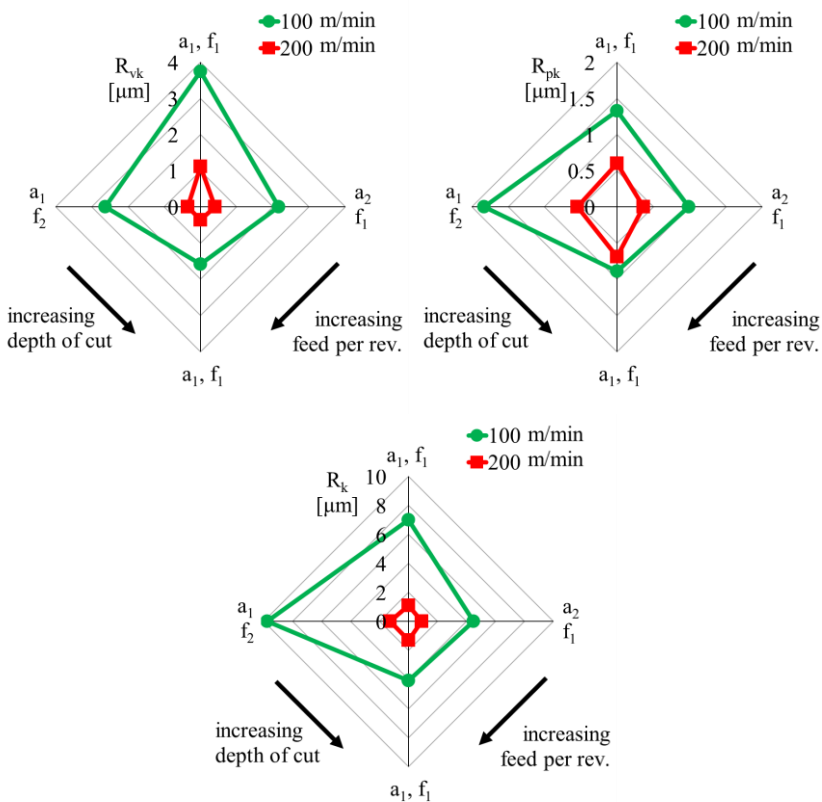 100 m/min
200 m/min
a1, f1
Rvk
[μm]
4
3
2
1
0
a1
f2
a2
f1
increasing
depth of cut
increasing
feed per rev.
a1, f1
100 m/min
200 m/min
a1, f1
Rpk
[μm]
2
1.5
1
0.5
0
a1
f2
a2
f1
increasing
depth of cut
increasing
feed per rev.
a1, f1
100 m/min
200 m/min
a1, f1
Rk
[μm]
10
8
6
4
2
0
a1
f2
a2
f1
increasing
depth of cut
increasing
feed per rev.
a1, f1